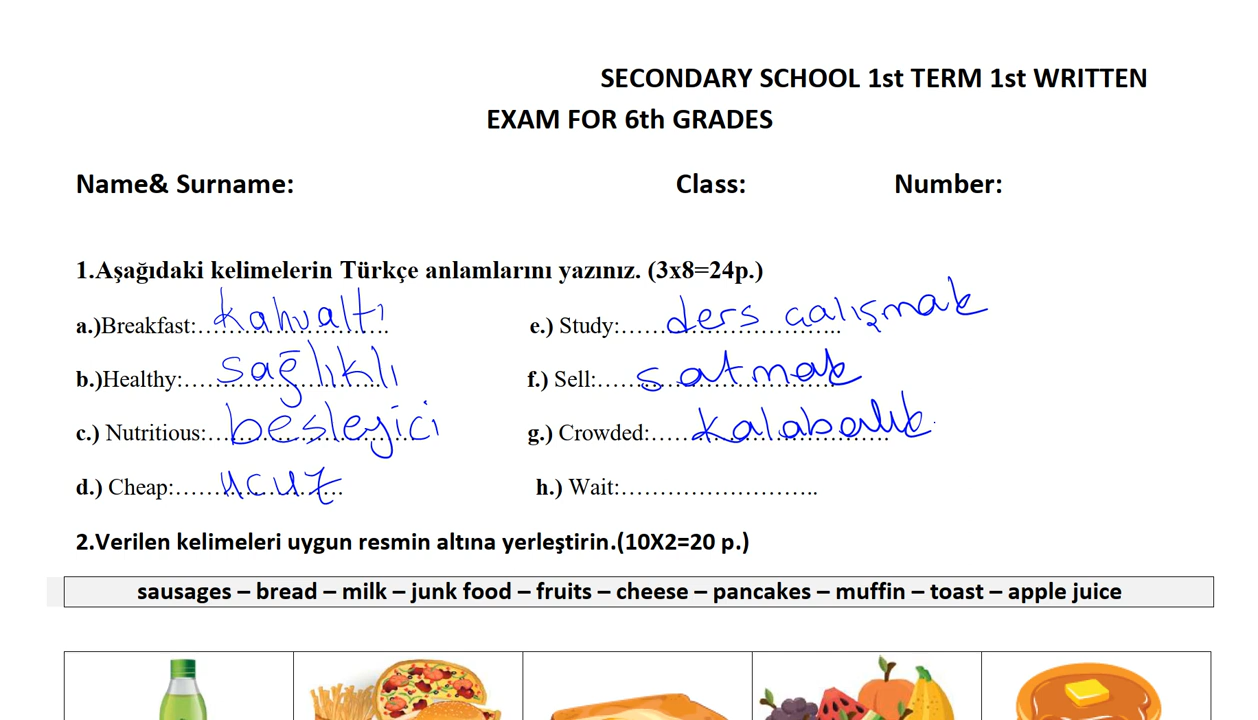 SECONDARY SCHOOL 1st TERM 1st WRITTEN
EXAM FOR 6th GRADES
Name& Surname: Class: Number:
1.Aşağıdaki kelimelerin Türkçe anlamlarını yazınız. (3x8=24p.)
a.)Breakfast:.....kahvaltı..... e.) Study:.....ders çalışmak.....
b.)Healthy:.....sağlıklı..... f.) Sell:.....satmak.....
c.) Nutritious:.....besleyici..... g.) Crowded:.....kalabalık.....
d.) Cheap:.....ucuz..... h.) Wait:.........................
2.Verilen kelimeleri uygun resmin altına yerleştirin.(10X2=20 p.)
sausages – bread – milk – junk food – fruits – cheese – pancakes – muffin – toast – apple juice